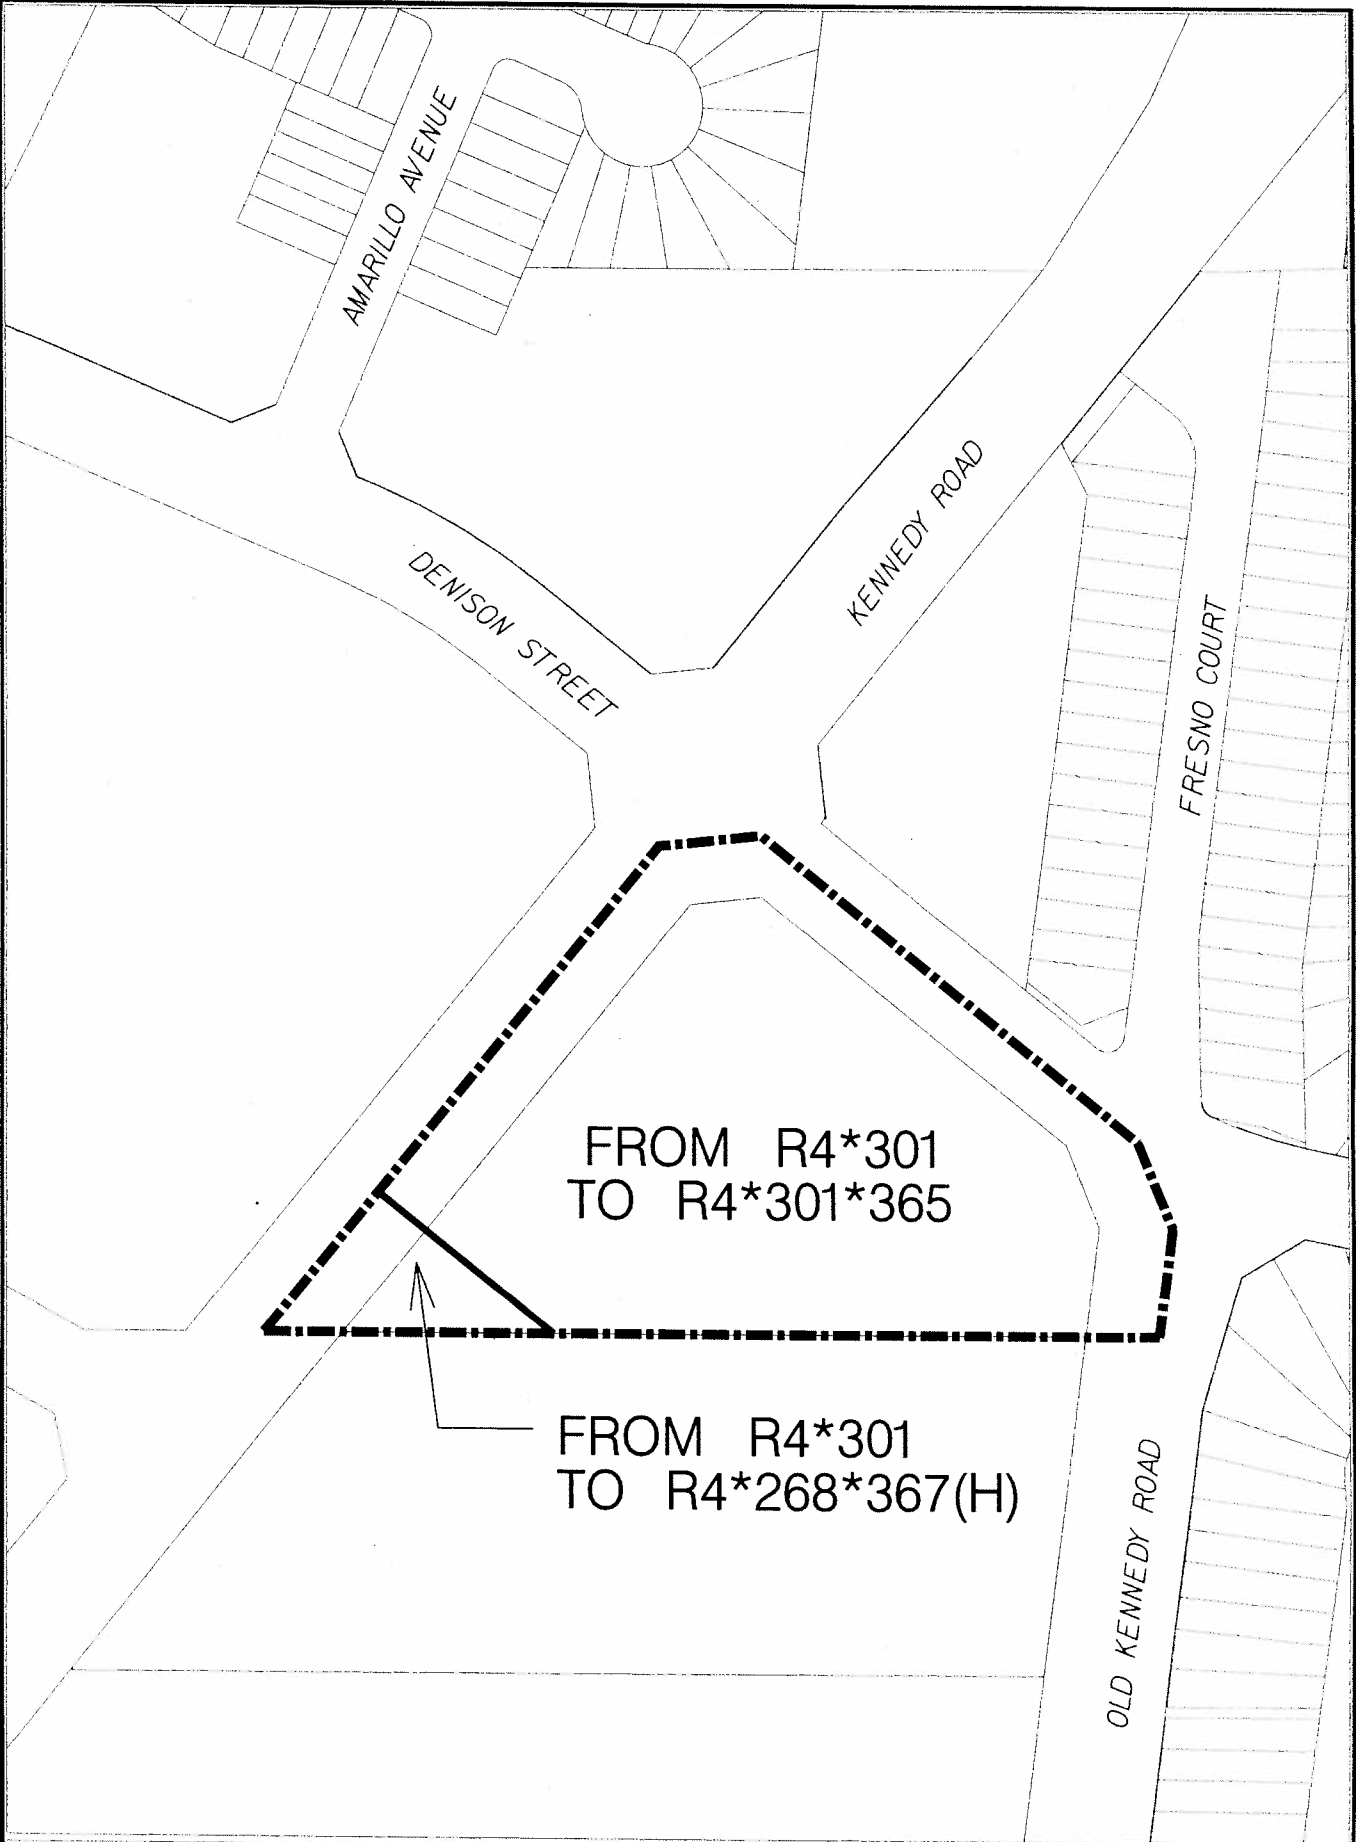 AMARILLO AVENUE
DENISON STREET
KENNEDY ROAD
FRESNO COURT
FROM R4*301
TO R4*301*365
FROM R4*301
TO R4*268*367(H)
OLD KENNEDY ROAD